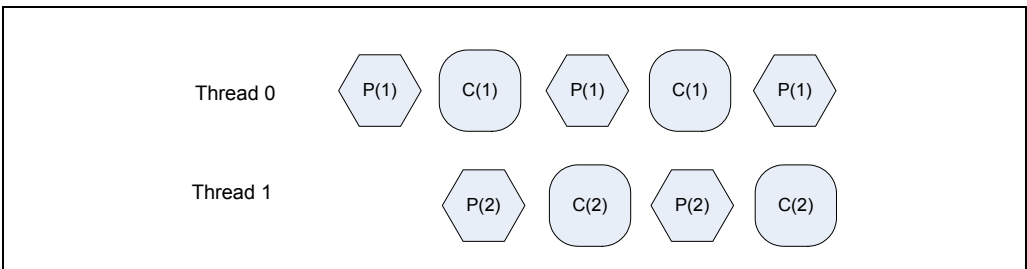 Thread 0 P(1) C(1) P(1) C(1) P(1)
Thread 1 P(2) C(2) P(2) C(2)